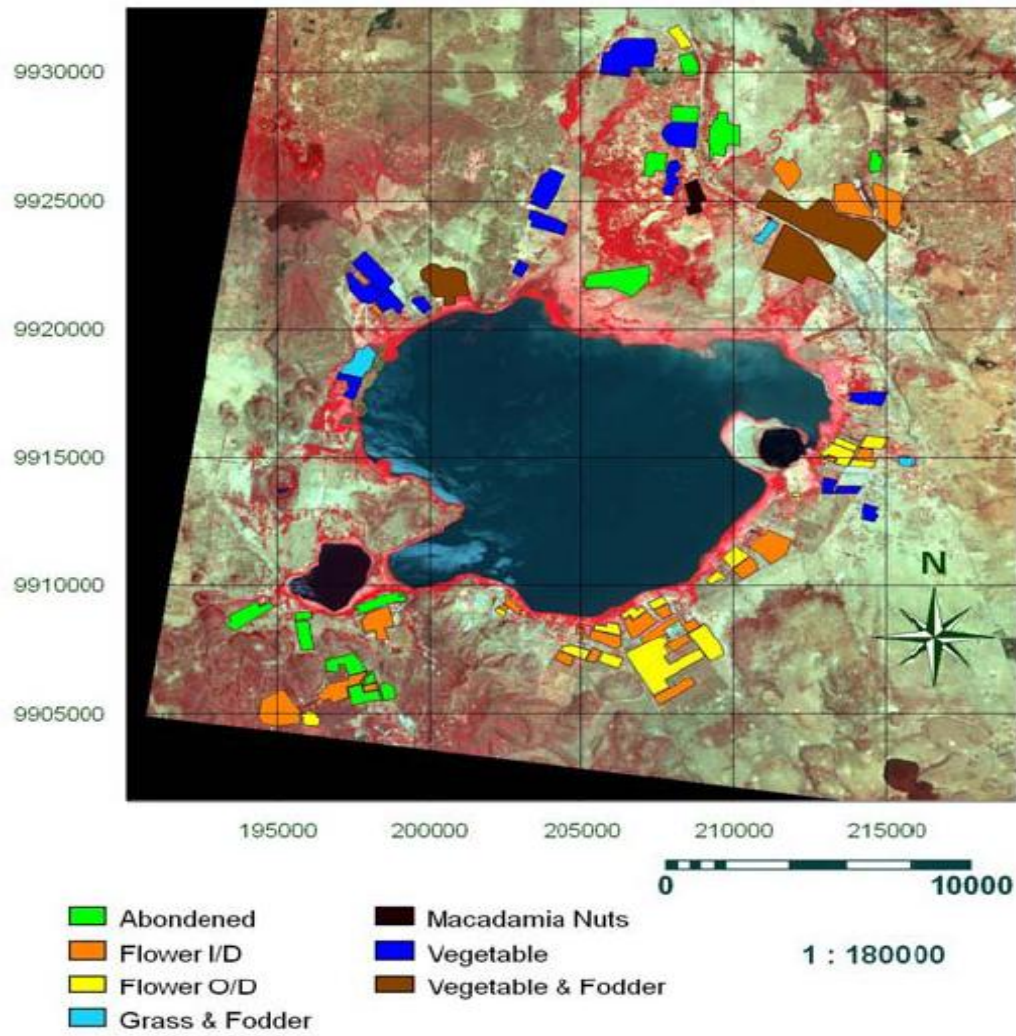 9930000
9925000
9920000
9915000
9910000
N
9905000
195000 200000 205000 210000 215000
0 10000
Abondened Macadamia Nuts
Flower I/D Vegetable 1 : 180000
Flower O/D Vegetable & Fodder
Grass & Fodder